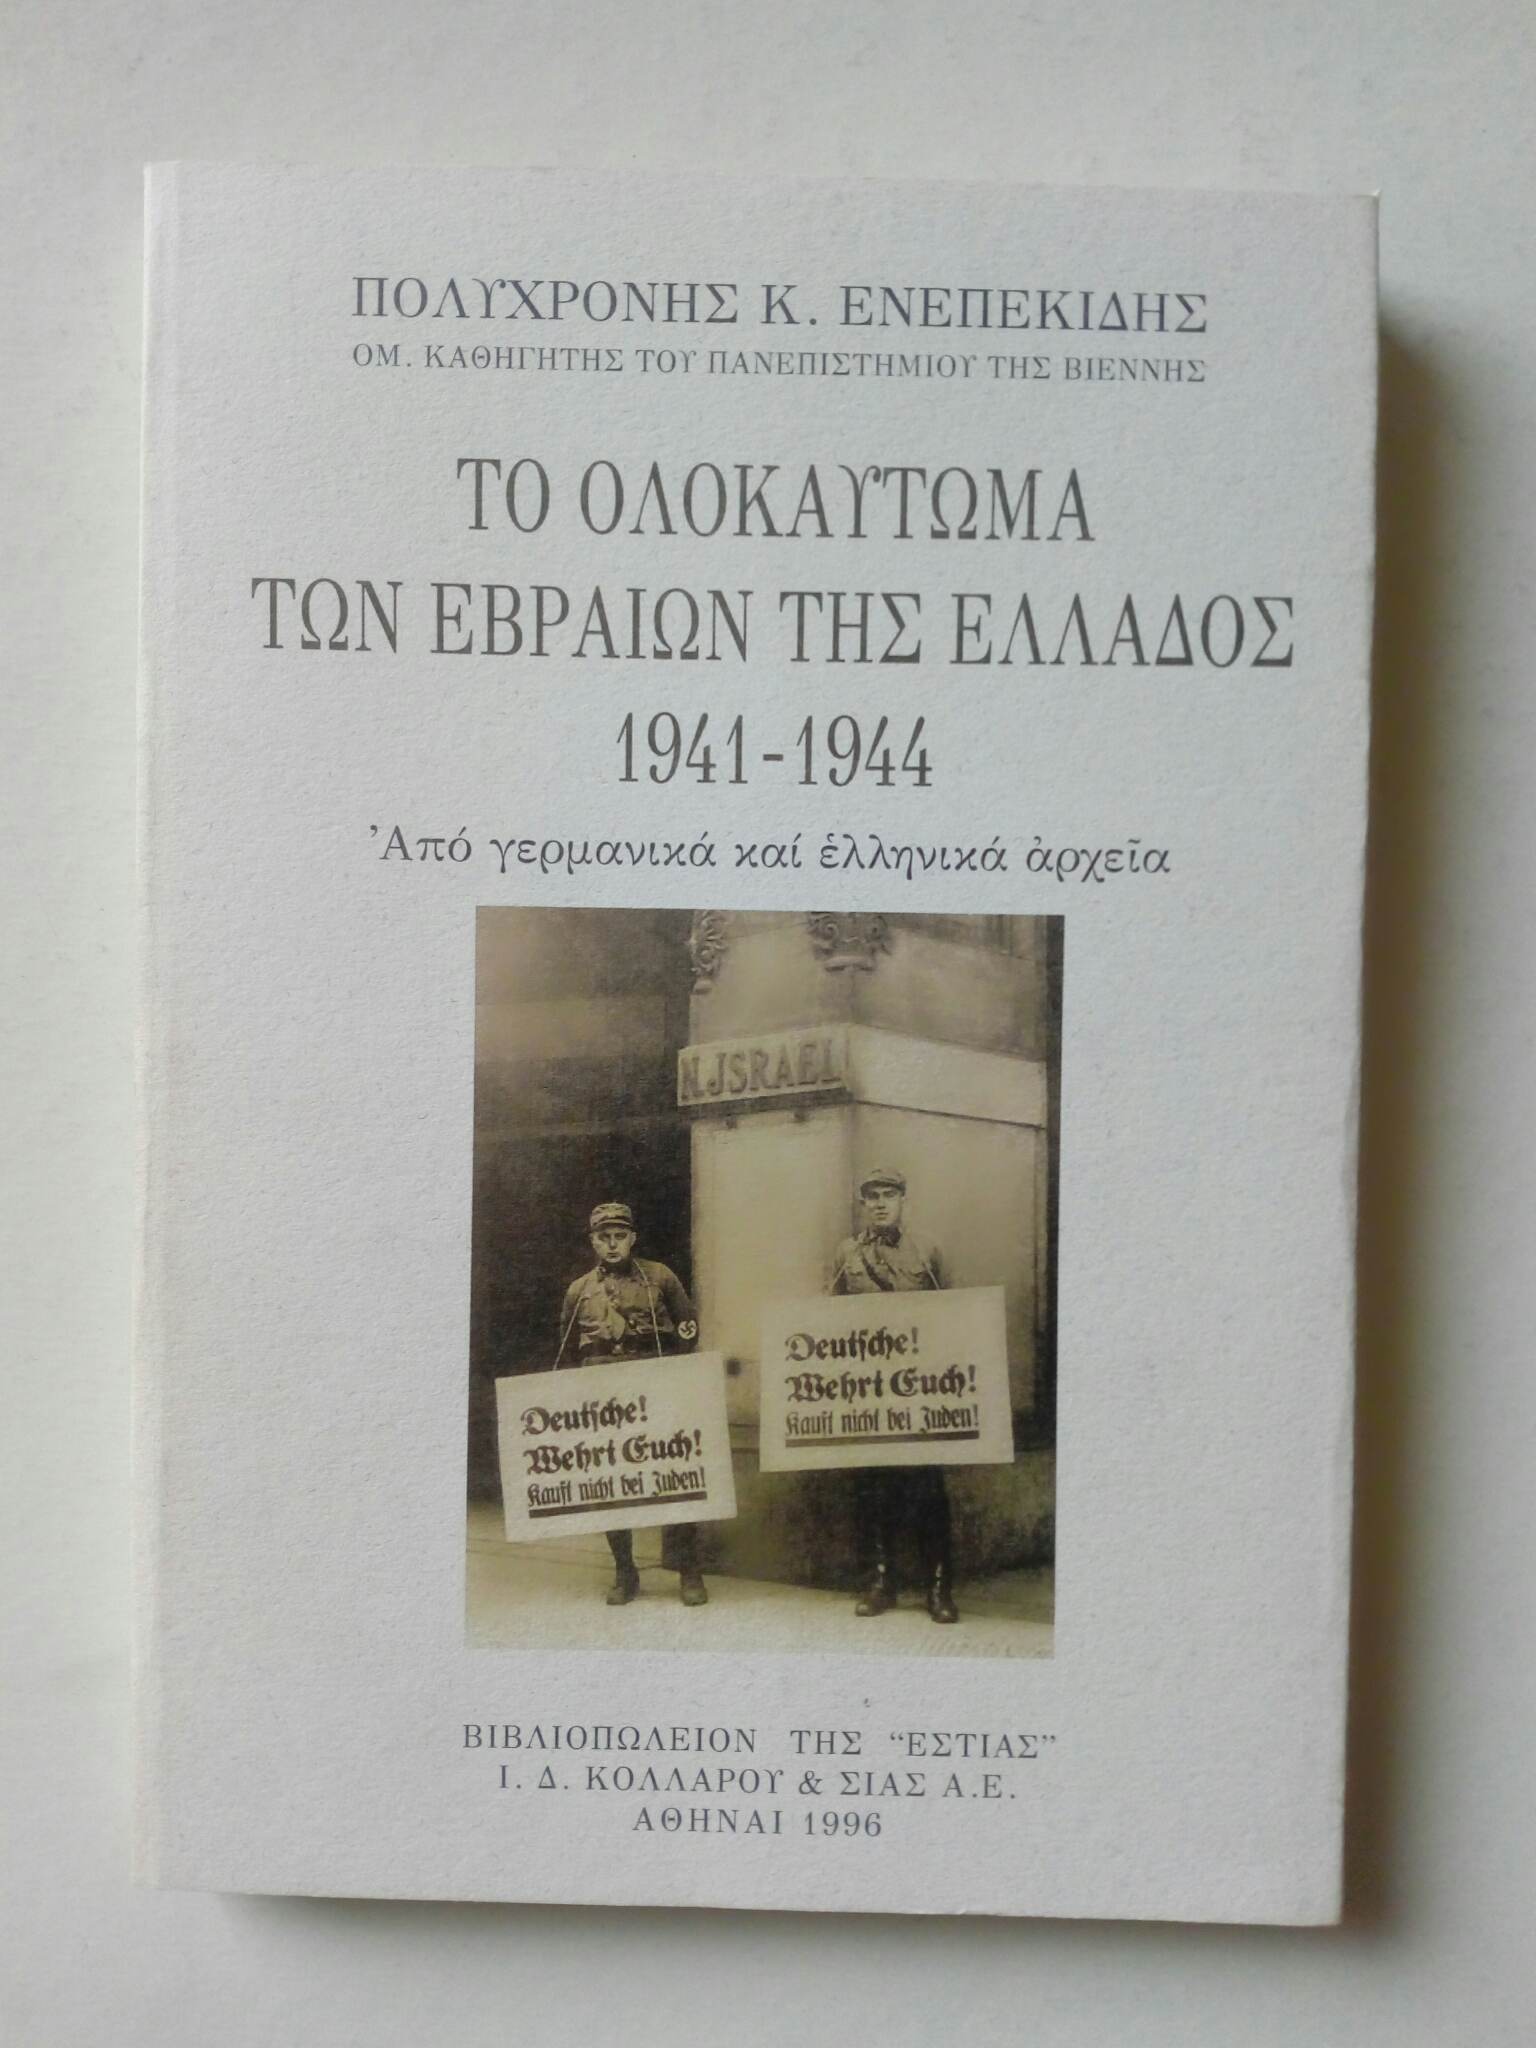 ΠΟΛΥΧΡΟΝΗΣ Κ. ΕΝΕΠΕΚΙΔΗΣ
ΟΜ. ΚΑΘΗΓΗΤΗΣ ΤΟΥ ΠΑΝΕΠΙΣΤΗΜΙΟΥ ΤΗΣ ΒΙΕΝΝΗΣ
ΤΟ ΟΛΟΚΑΥΤΩΜΑ
ΤΩΝ ΕΒΡΑΙΩΝ ΤΗΣ ΕΛΛΑΔΟΣ
1941-1944
Ἀπό γερμανικά καί ἑλληνικά ἀρχεῖα
N. JSRAEL
Deutsche!
Wehrt Euch!
Kauft nicht bei Juden!
Deutsche!
Wehrt Euch!
Kauft nicht bei Juden!
ΒΙΒΛΙΟΠΩΛΕΙΟΝ ΤΗΣ “ΕΣΤΙΑΣ”
Ι. Δ. ΚΟΛΛΑΡΟΥ & ΣΙΑΣ Α.Ε.
ΑΘΗΝΑΙ 1996